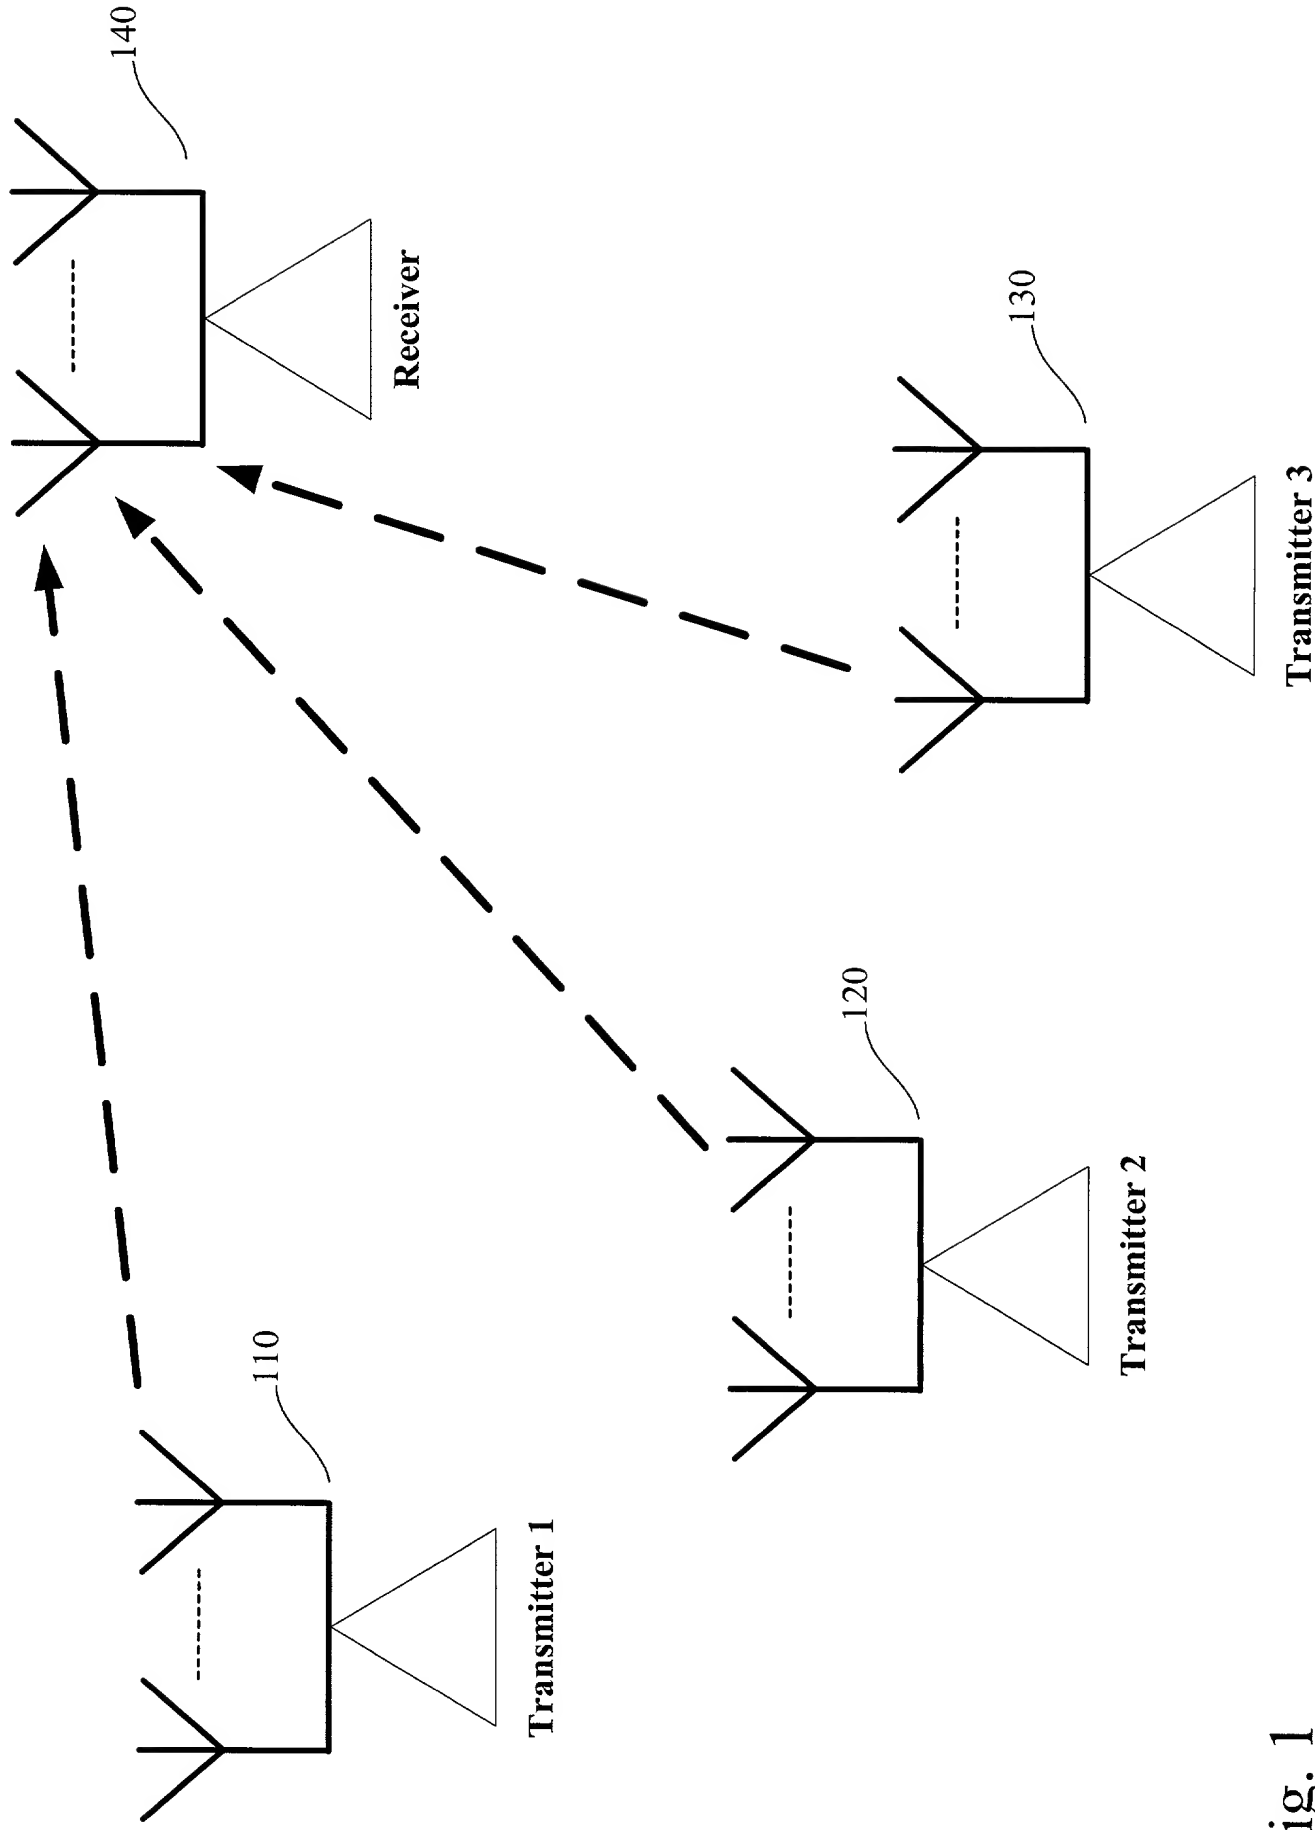 140
Receiver
130
Transmitter 3
120
Transmitter 2
110
Transmitter 1
ig. 1